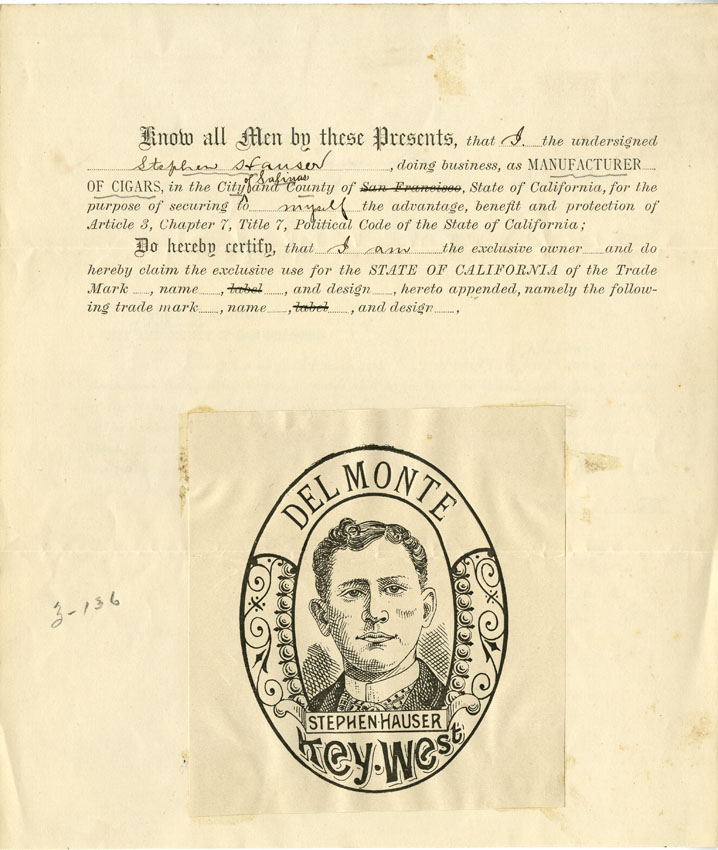 Know all Men by these Presents, that I the undersigned
Stephen Hauser, doing business, as MANUFACTURER
of Salinas
OF CIGARS, in the City and County of San Francisco, State of California, for the
purpose of securing to myself the advantage, benefit and protection of
Article 3, Chapter 7, Title 7, Political Code of the State of California;
Do hereby certify, that I am the exclusive owner and do
hereby claim the exclusive use for the STATE OF CALIFORNIA of the Trade
Mark, name, label, and design, hereto appended, namely the follow-
ing trade mark, name, label, and design,
DEL MONTE
3-136
STEPHEN·HAUSER
Key·West